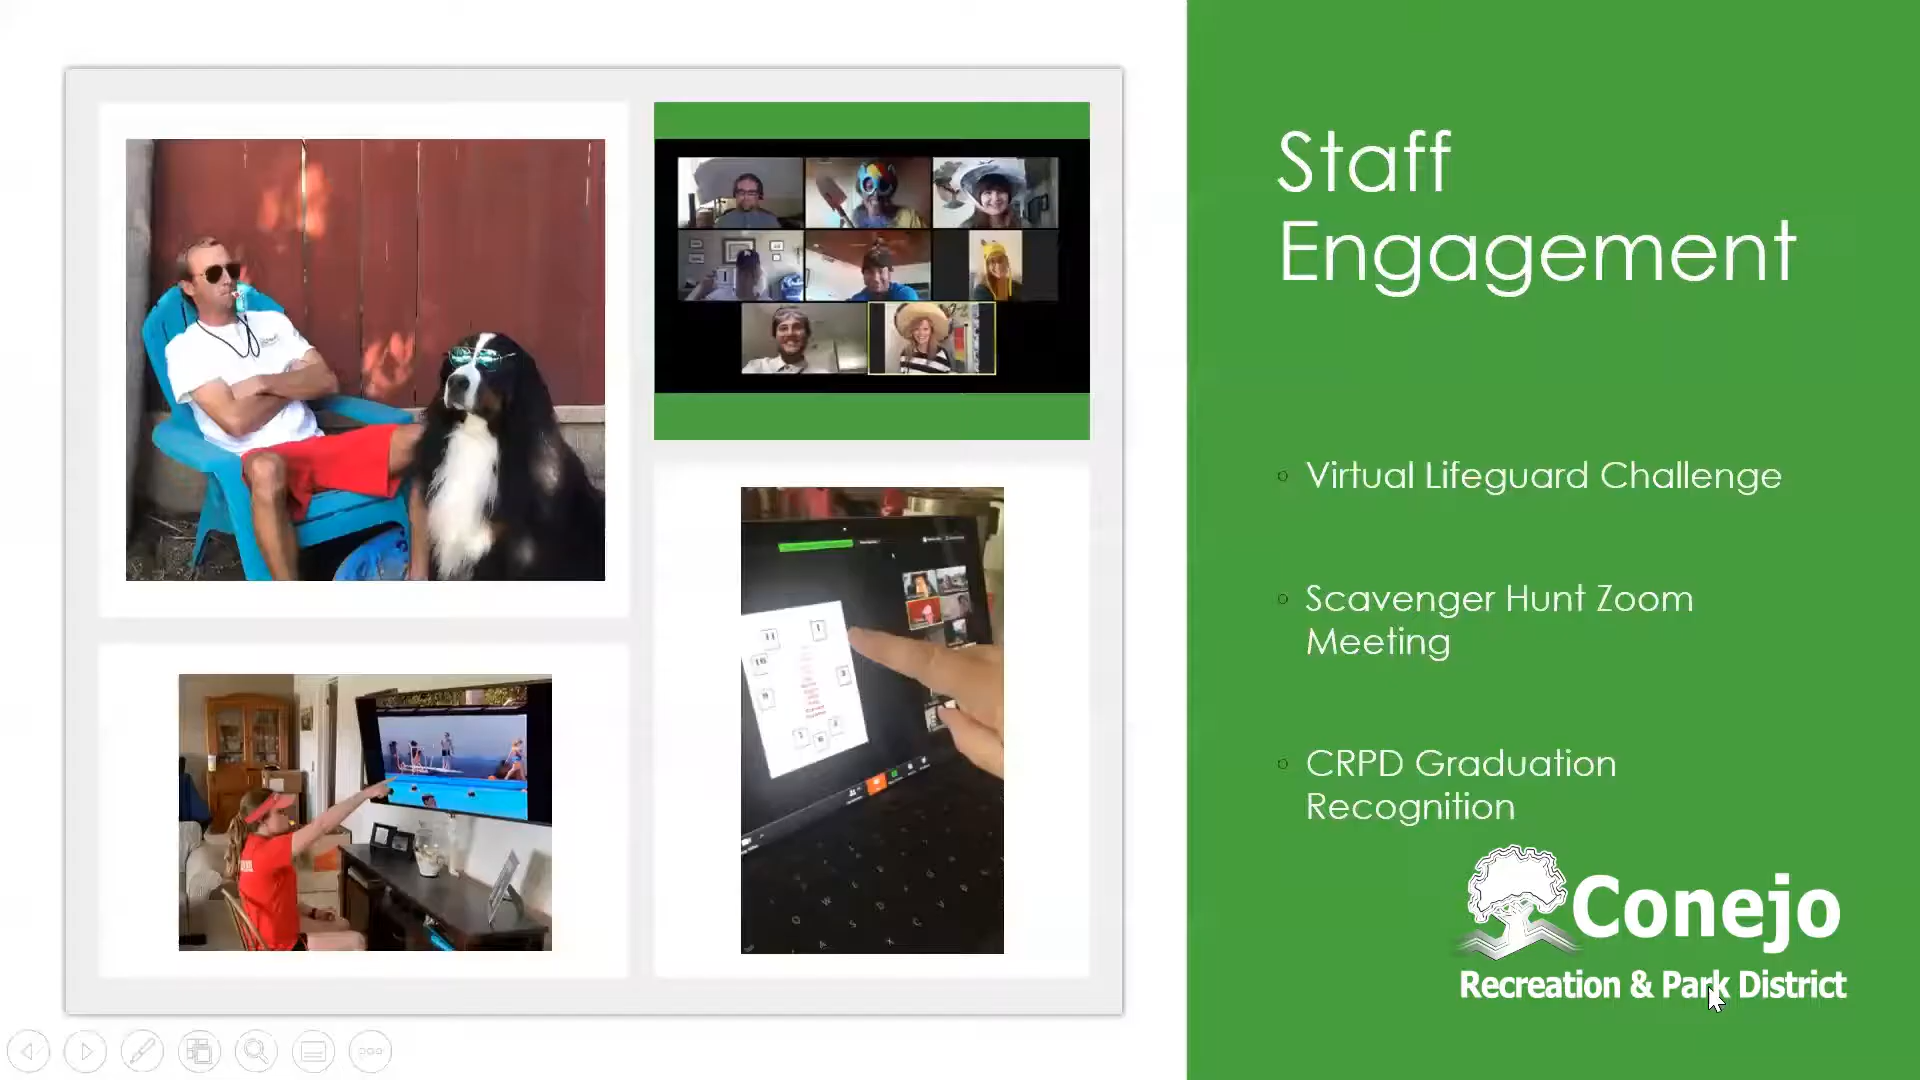 Staff
Engagement
Virtual Lifeguard Challenge
Scavenger Hunt Zoom
Meeting
CRPD Graduation
Recognition
Conejo
Recreation & Park District